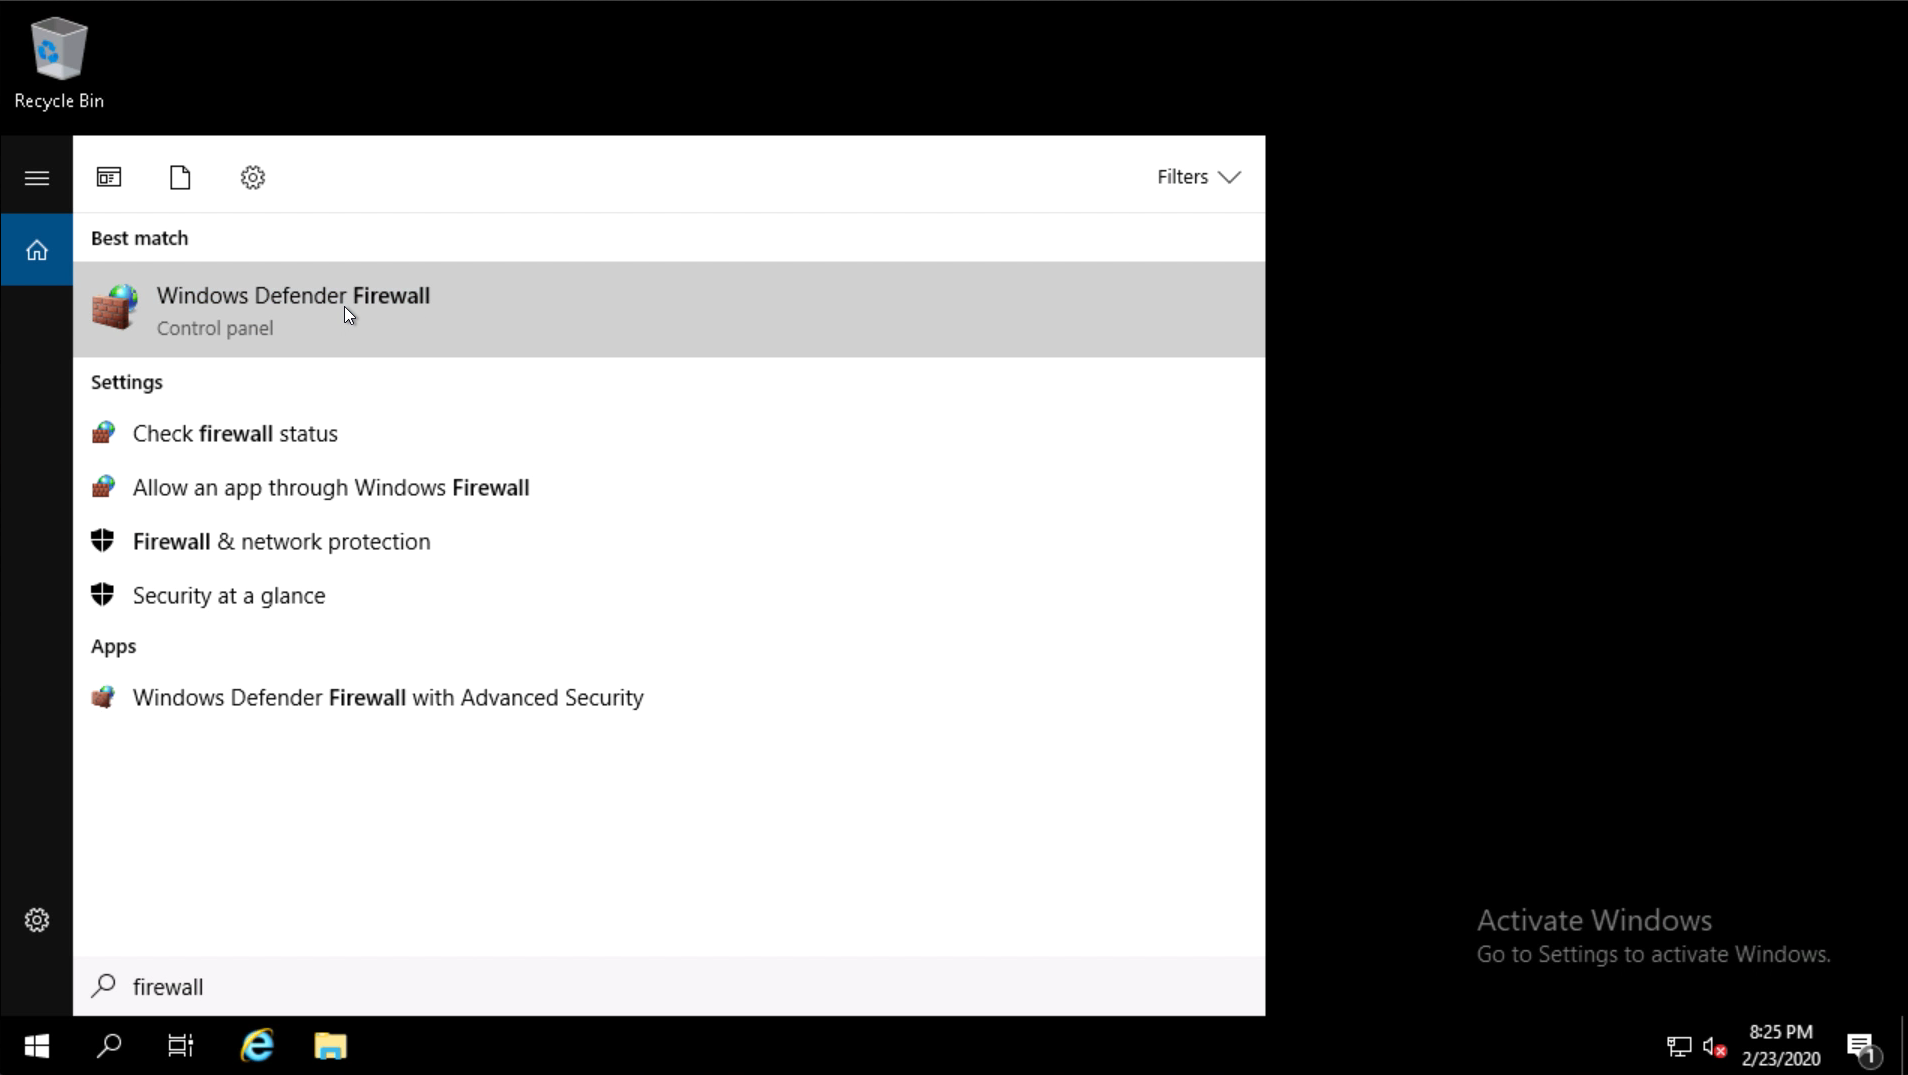 Recycle Bin
Filters
Best match
Windows Defender Firewall
Control panel
Settings
Check firewall status
Allow an app through Windows Firewall
Firewall & network protection
Security at a glance
Apps
Windows Defender Firewall with Advanced Security
Activate Windows
Go to Settings to activate Windows.
firewall
8:25 PM
2/23/2020
1